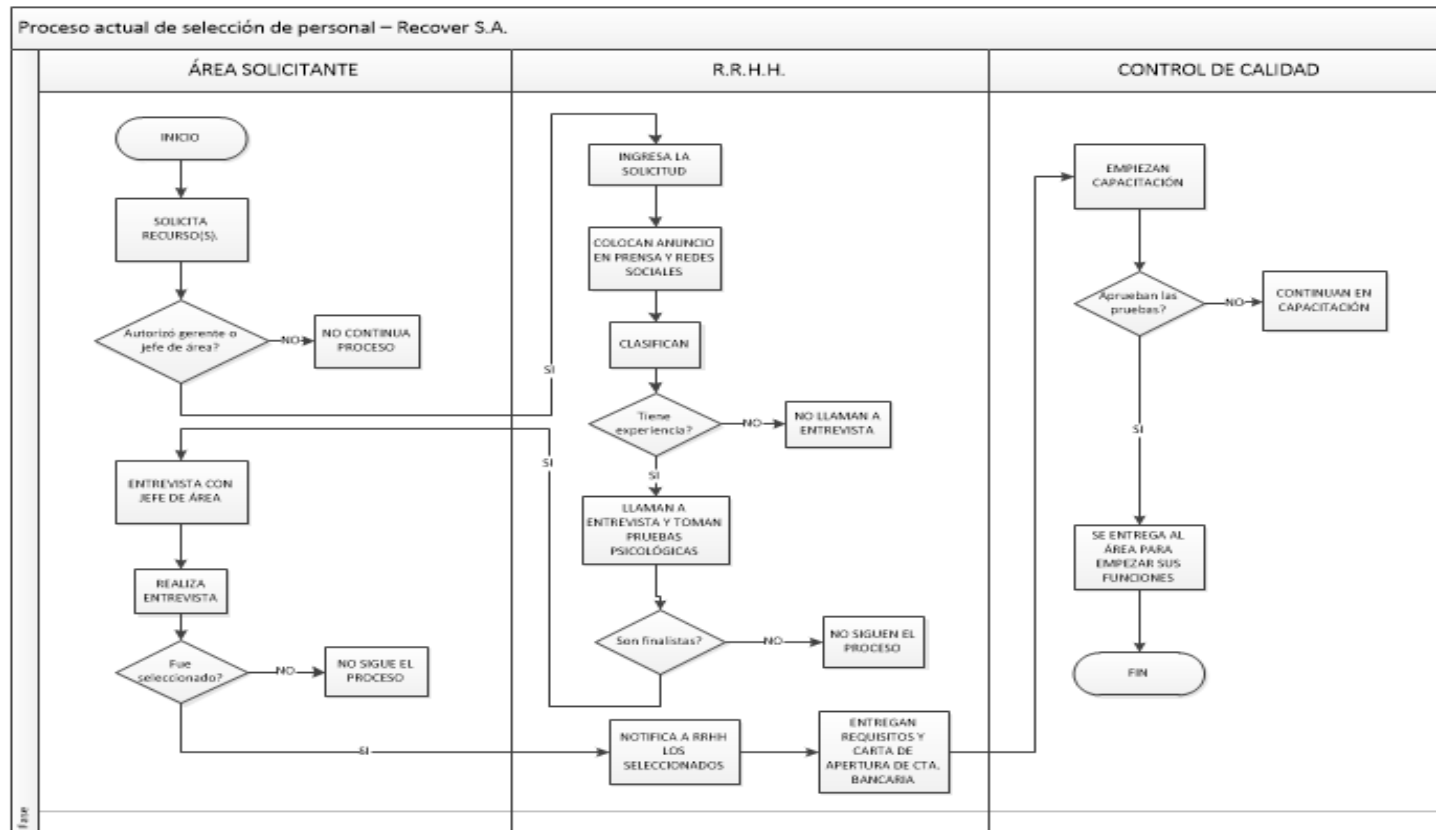 Proceso actual de selección de personal – Recover S.A.
ÁREA SOLICITANTE
R.R.H.H.
CONTROL DE CALIDAD
INICIO
SOLICITA
RECURSO(S).
Autorizó gerente o
jefe de área?
NO
NO CONTINUA
PROCESO
SI
ENTREVISTA CON
JEFE DE ÁREA
REALIZA
ENTREVISTA
Fue
seleccionado?
NO
NO SIGUE EL
PROCESO
SI
INGRESA LA
SOLICITUD
COLOCAN ANUNCIO
EN PRENSA Y REDES
SOCIALES
CLASIFICAN
Tiene
experiencia?
NO
NO LLAMAN A
ENTREVISTA
SI
LLAMAN A
ENTREVISTA Y TOMAN
PRUEBAS
PSICOLÓGICAS
Son finalistas?
NO
NO SIGUEN EL
PROCESO
SI
NOTIFICA A RRHH
LOS
SELECCIONADOS
ENTREGAN
REQUISITOS Y
CARTA DE
APERTURA DE CTA.
BANCARIA
EMPIEZAN
CAPACITACIÓN
Aprueban las
pruebas?
NO
CONTINUAN EN
CAPACITACIÓN
SI
SE ENTREGA AL
ÁREA PARA
EMPEZAR SUS
FUNCIONES
FIN
fase